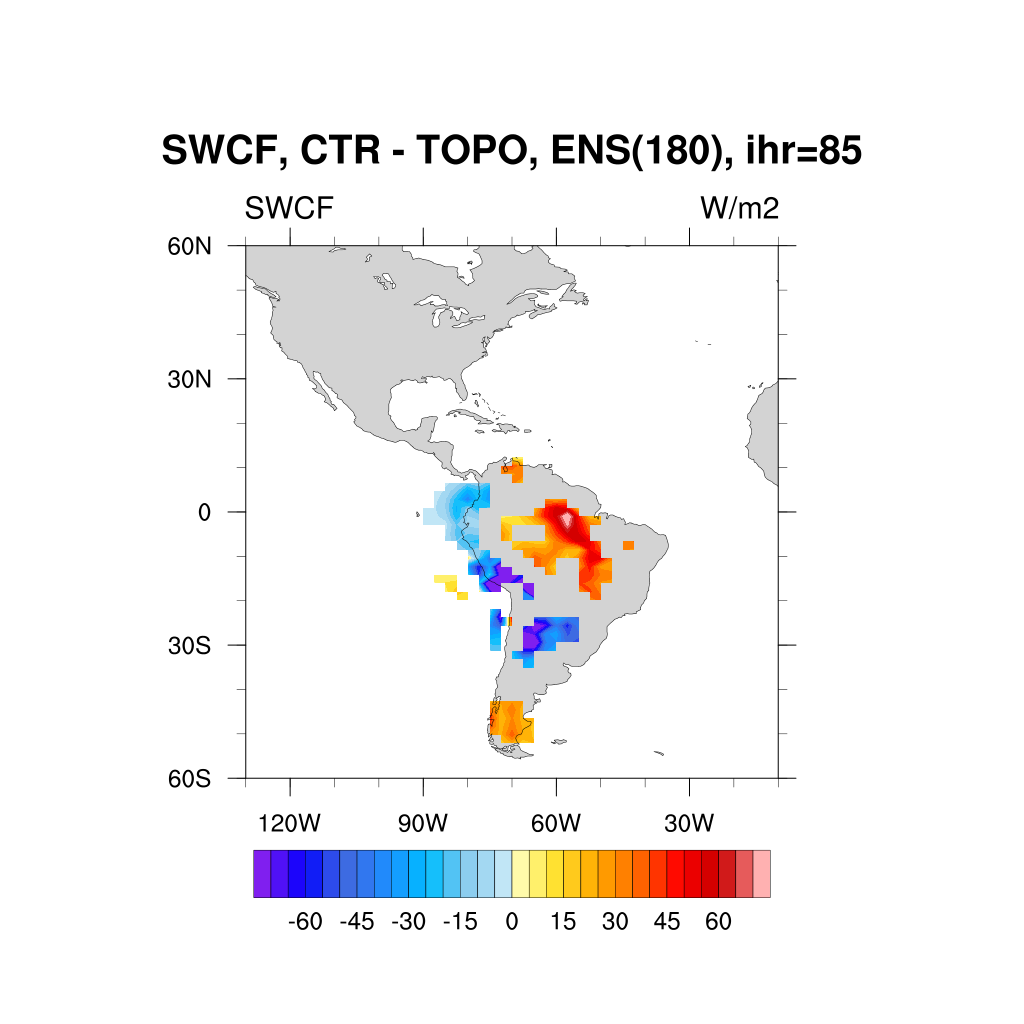 SWCF, CTR - TOPO, ENS(180), ihr=85
SWCF W/m2
60N
30N
0
30S
60S
120W 90W 60W 30W
-60 -45 -30 -15 0 15 30 45 60